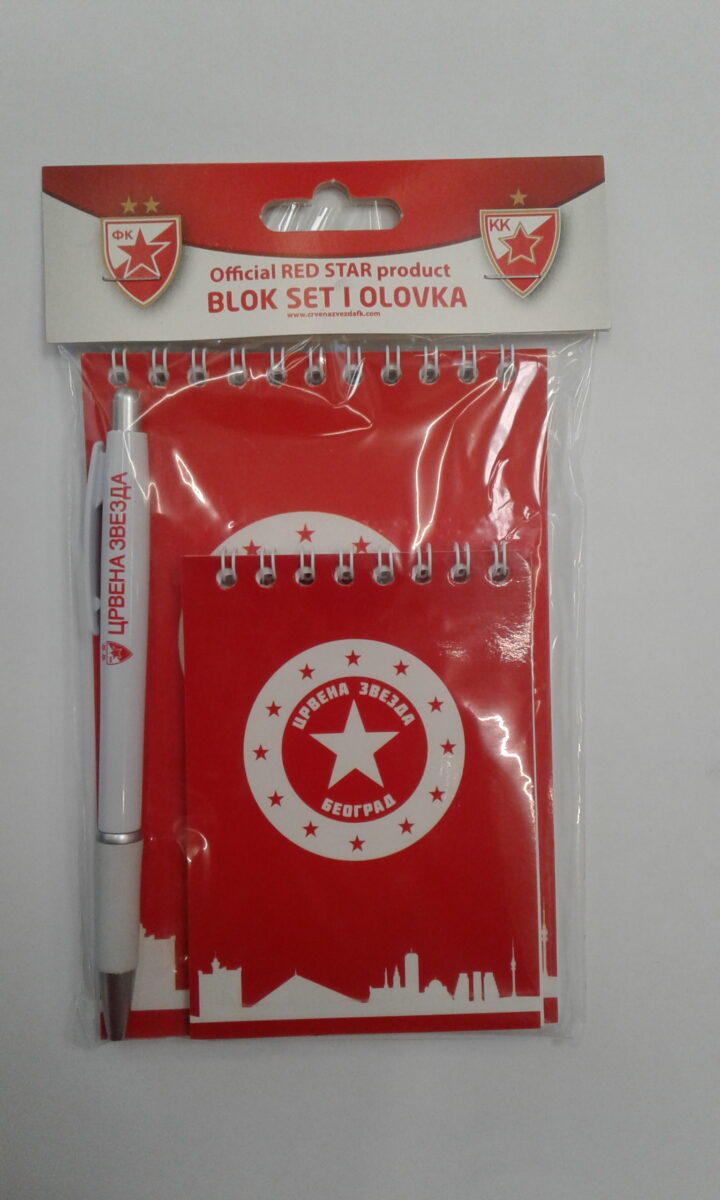 ФК
КК
Official RED STAR product
BLOK SET I OLOVKA
www.crvenazvezdafk.com
ЦРВЕНА ЗВЕЗДА
ЦРВЕНА ЗВЕЗДА
БЕОГРАД